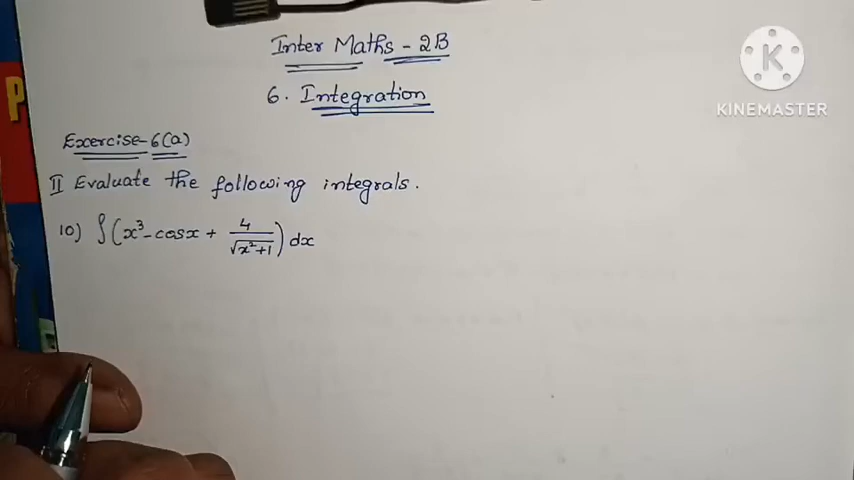 Inter Maths - 2B
6. Integration
Excercise-6(a)
II Evaluate the following integrals.
10) ∫(x³-cosx + 4/√(x²+1)) dx
K
KINEMASTER
P